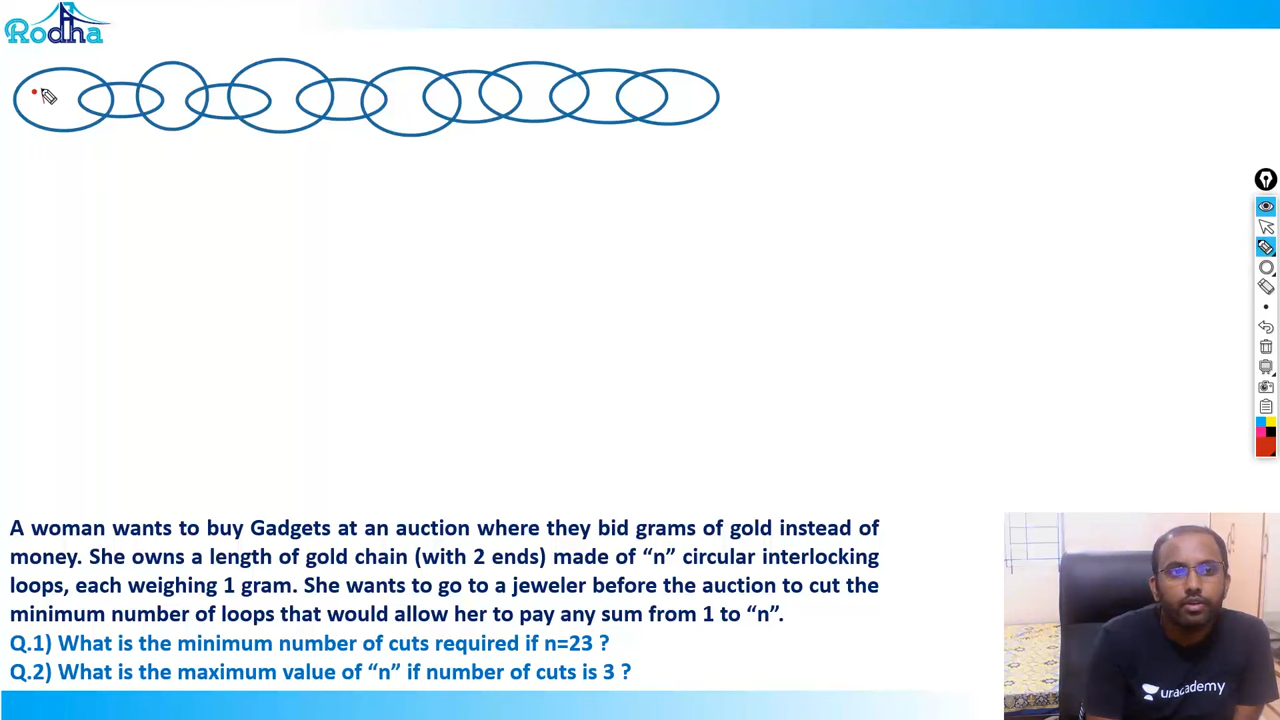 Rodha
A woman wants to buy Gadgets at an auction where they bid grams of gold instead of
money. She owns a length of gold chain (with 2 ends) made of “n” circular interlocking
loops, each weighing 1 gram. She wants to go to a jeweler before the auction to cut the
minimum number of loops that would allow her to pay any sum from 1 to “n”.
Q.1) What is the minimum number of cuts required if n=23 ?
Q.2) What is the maximum value of “n” if number of cuts is 3 ?
uracademy